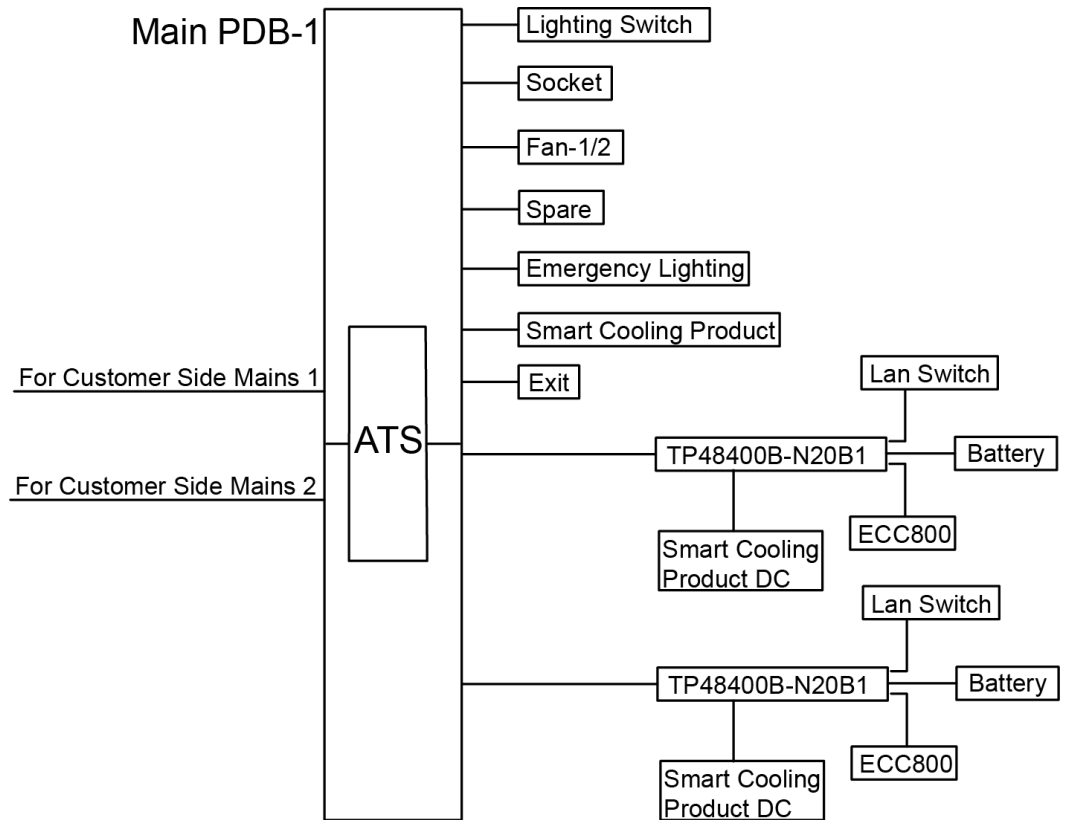 Main PDB-1
Lighting Switch
Socket
Fan-1/2
Spare
Emergency Lighting
Smart Cooling Product
For Customer Side Mains 1
Exit
Lan Switch
ATS
TP48400B-N20B1
Battery
For Customer Side Mains 2
ECC800
Smart Cooling
Product DC
Lan Switch
TP48400B-N20B1
Battery
ECC800
Smart Cooling
Product DC